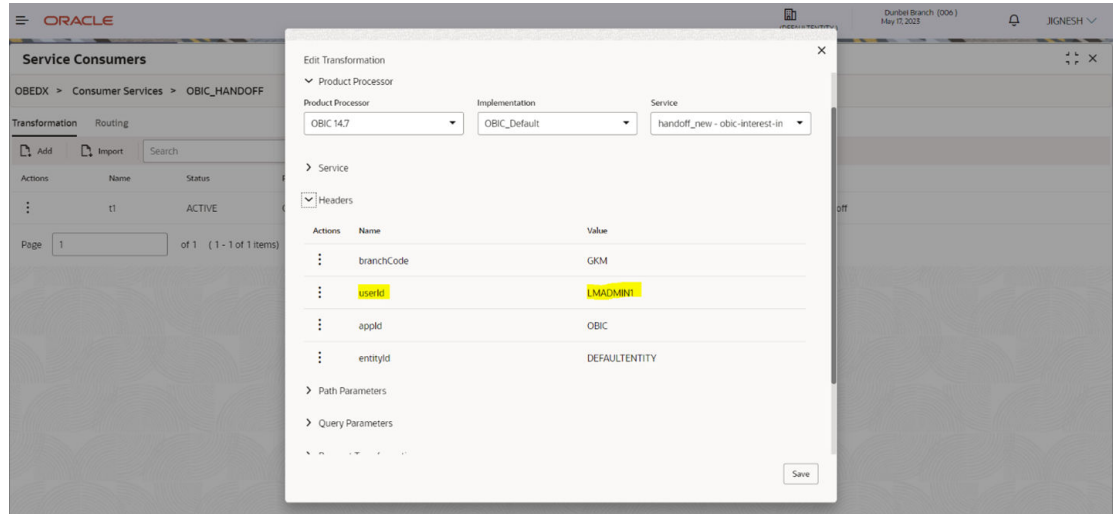 ORACLE
(DEFAULTENTITY)
Dunbel Branch (006 )
May 17, 2023
JIGNESH
Service Consumers
OBEDX > Consumer Services > OBIC_HANDOFF
Transformation Routing
Add Import Search
Actions Name Status
t1 ACTIVE
Page 1 of 1 ( 1 - 1 of 1 items)
Edit Transformation
Product Processor
Product Processor Implementation Service
OBIC 14.7 OBIC_Default handoff_new - obic-interest-in
Service
Headers
Actions Name Value
branchCode GKM
userId LMADMIN1
appId OBIC
entityId DEFAULTENTITY
Path Parameters
Query Parameters
Save